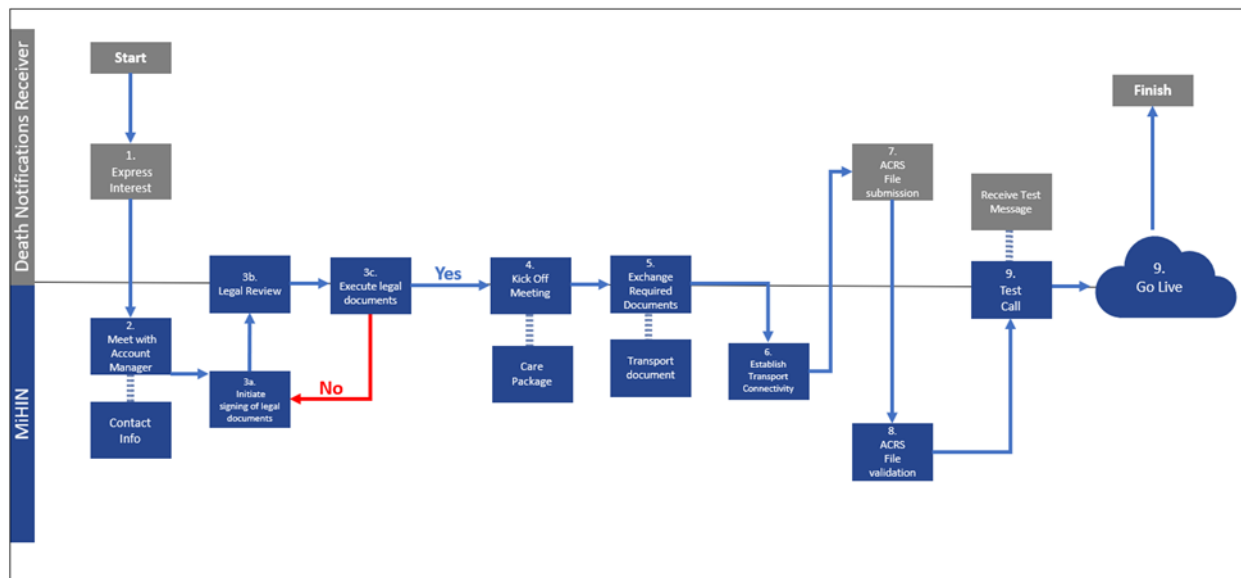 Death Notifications Receiver
MiHIN
Start
1.
Express
Interest
2.
Meet with
Account
Manager
Contact
Info
3a.
Initiate
signing of legal
documents
3b.
Legal Review
3c.
Execute legal
documents
Yes
No
4.
Kick Off
Meeting
Care
Package
5.
Exchange
Required
Documents
Transport
document
6.
Establish
Transport
Connectivity
7.
ACRS
File
submission
8.
ACRS
File
validation
Receive Test
Message
9.
Test
Call
9.
Go Live
Finish